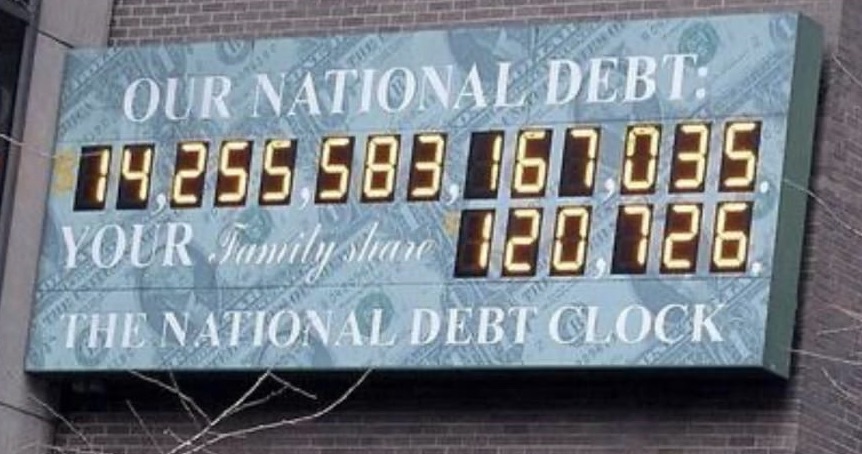 OUR NATIONAL DEBT:
$14,255,583,167,035.
YOUR Family share $120,726.
THE NATIONAL DEBT CLOCK